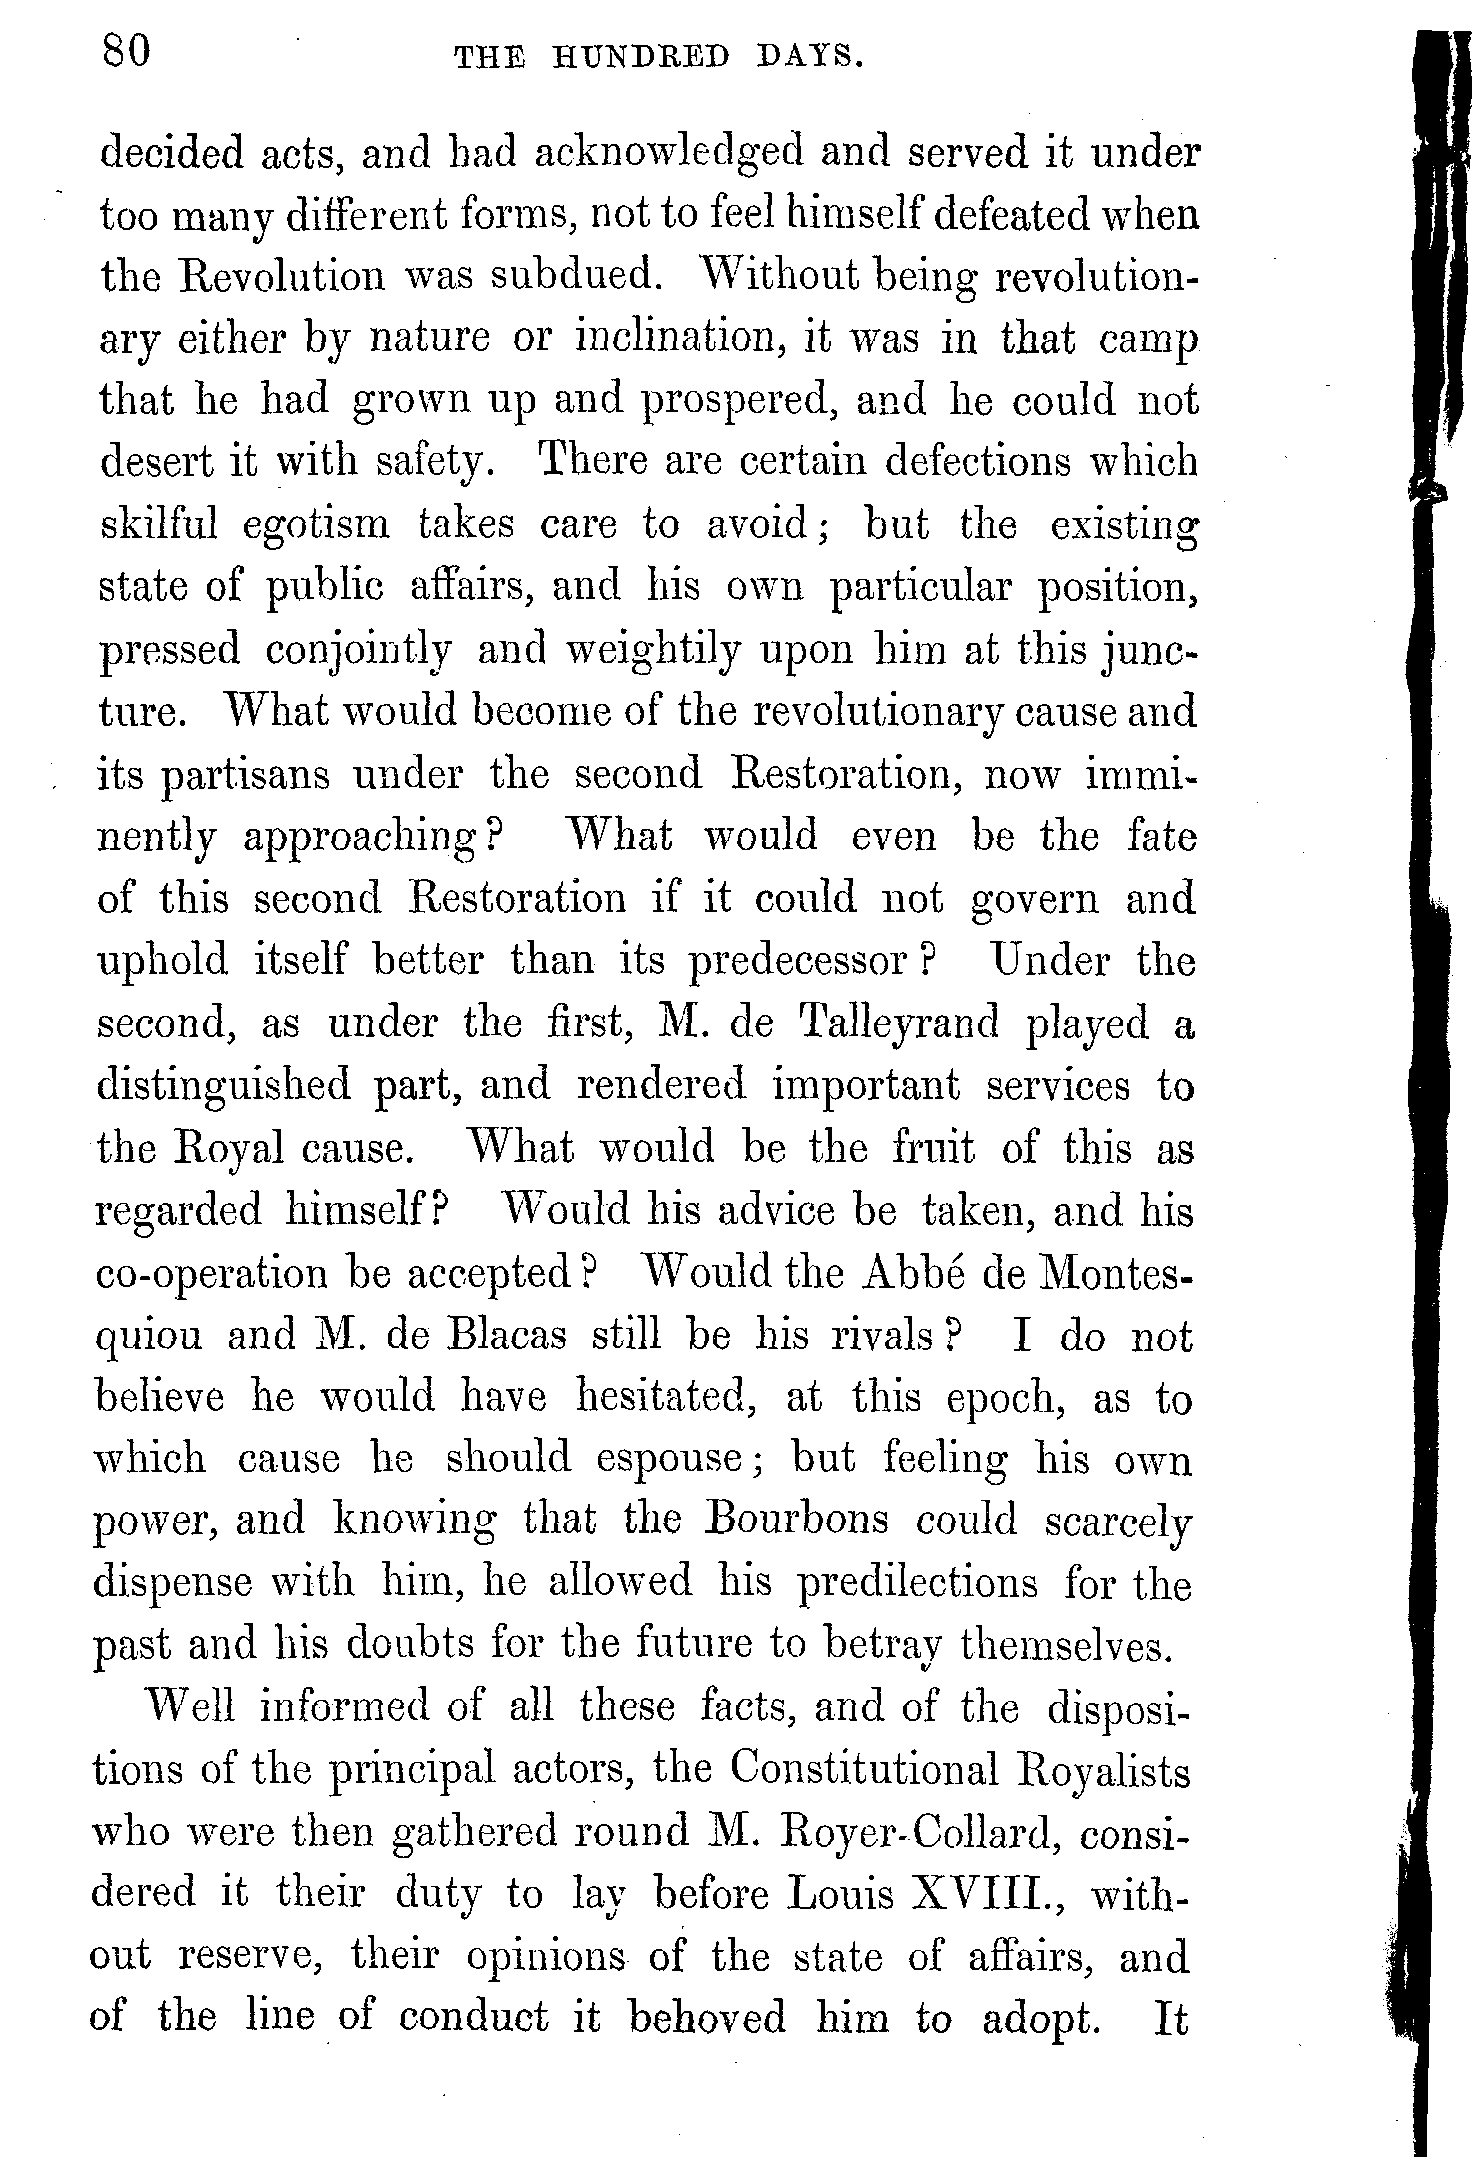 80 THE HUNDRED DAYS.
decided acts, and had acknowledged and served it under
too many different forms, not to feel himself defeated when
the Revolution was subdued. Without being revolution-
ary either by nature or inclination, it was in that camp
that he had grown up and prospered, and he could not
desert it with safety. There are certain defections which
skilful egotism takes care to avoid; but the existing
state of public affairs, and his own particular position,
pressed conjointly and weightily upon him at this junc-
ture. What would become of the revolutionary cause and
its partisans under the second Restoration, now immi-
nently approaching? What would even be the fate
of this second Restoration if it could not govern and
uphold itself better than its predecessor? Under the
second, as under the first, M. de Talleyrand played a
distinguished part, and rendered important services to
the Royal cause. What would be the fruit of this as
regarded himself? Would his advice be taken, and his
co-operation be accepted? Would the Abbé de Montes-
quiou and M. de Blacas still be his rivals? I do not
believe he would have hesitated, at this epoch, as to
which cause he should espouse; but feeling his own
power, and knowing that the Bourbons could scarcely
dispense with him, he allowed his predilections for the
past and his doubts for the future to betray themselves.
Well informed of all these facts, and of the disposi-
tions of the principal actors, the Constitutional Royalists
who were then gathered round M. Royer-Collard, consi-
dered it their duty to lay before Louis XVIII., with-
out reserve, their opinions of the state of affairs, and
of the line of conduct it behoved him to adopt. It